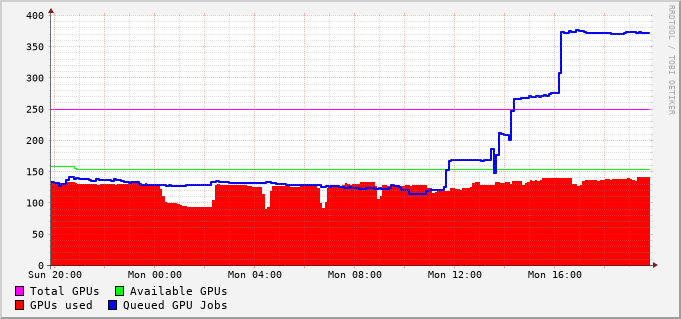 400
350
300
250
200
150
100
50
0
Sun 20:00 Mon 00:00 Mon 04:00 Mon 08:00 Mon 12:00 Mon 16:00
Total GPUs Available GPUs
GPUs used Queued GPU Jobs
RRDTOOL / TOBI OETIKER